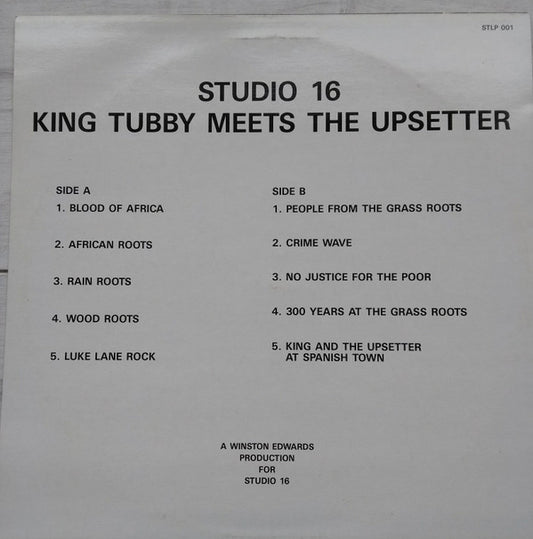 STLP 001
STUDIO 16
KING TUBBY MEETS THE UPSETTER
SIDE A
1. BLOOD OF AFRICA
2. AFRICAN ROOTS
3. RAIN ROOTS
4. WOOD ROOTS
5. LUKE LANE ROCK
SIDE B
1. PEOPLE FROM THE GRASS ROOTS
2. CRIME WAVE
3. NO JUSTICE FOR THE POOR
4. 300 YEARS AT THE GRASS ROOTS
5. KING AND THE UPSETTER
AT SPANISH TOWN
A WINSTON EDWARDS
PRODUCTION
FOR
STUDIO 16